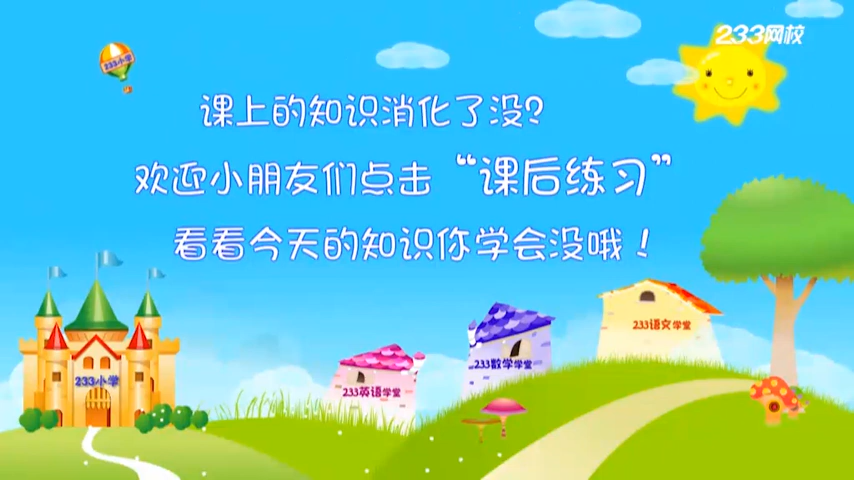 233网校
233小学
课上的知识消化了没?
欢迎小朋友们点击“课后练习”
看看今天的知识你学会没哦!
233语文学堂
233数学学堂
233小学
233英语学堂